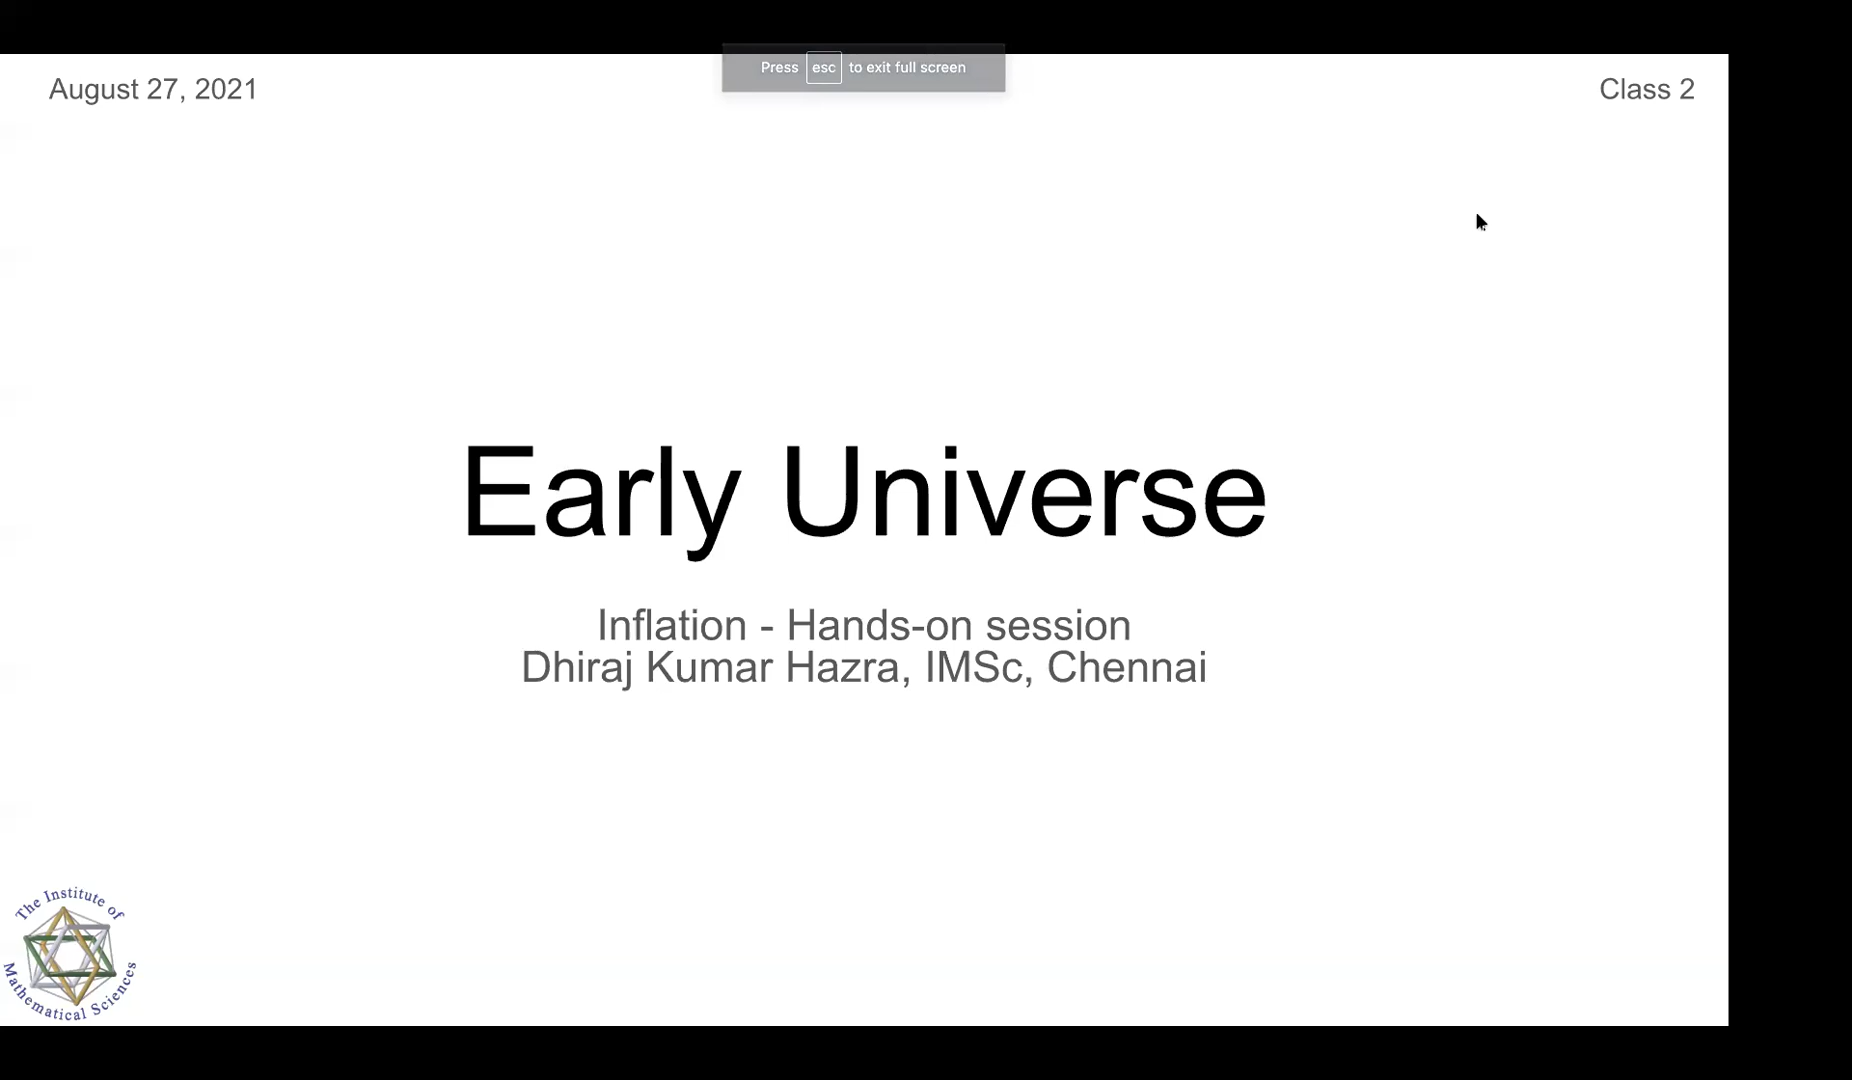 August 27, 2021
Press esc to exit full screen
Class 2
Early Universe
Inflation - Hands-on session
Dhiraj Kumar Hazra, IMSc, Chennai
The Institute of
Mathematical Sciences